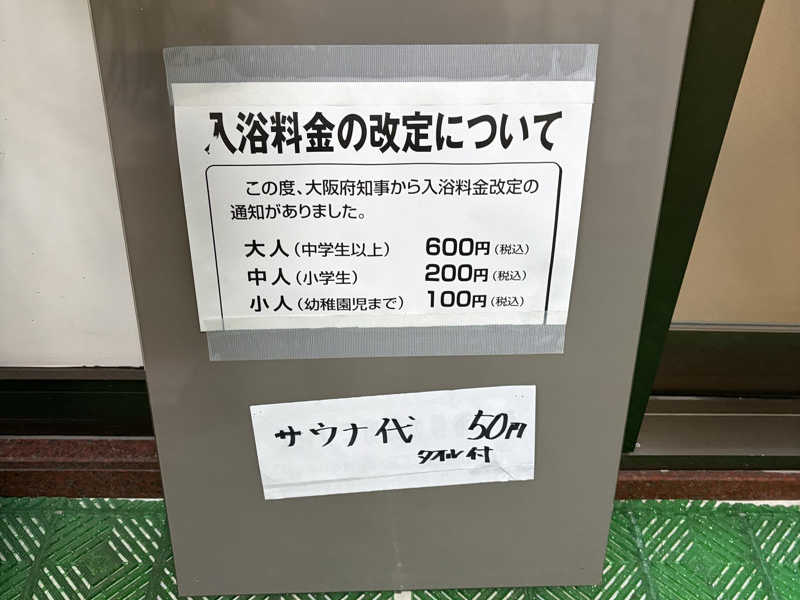 入浴料金の改定について
この度、大阪府知事から入浴料金改定の
通知がありました。
大人(中学生以上) 600円(税込)
中人(小学生) 200円(税込)
小人(幼稚園児まで) 100円(税込)
サウナ代 50円
タオル付